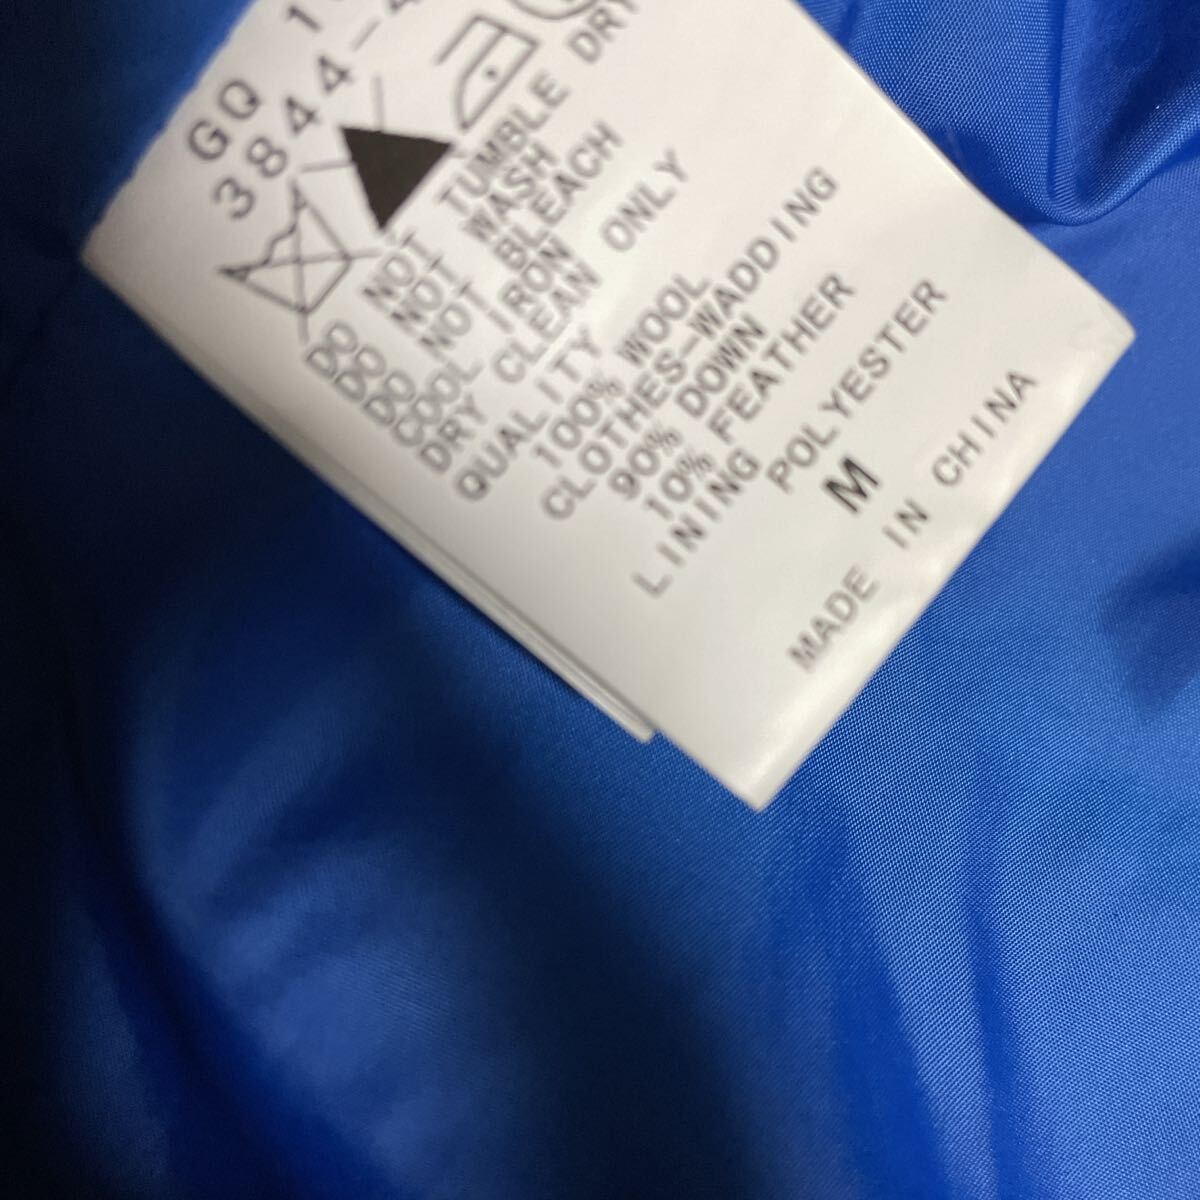 GQ
3844-4
DO NOT TUMBLE DRY
DO NOT WASH
DO NOT BLEACH
COOL IRON
DRY CLEAN ONLY
QUALITY
100% WOOL
CLOTHES-WADDING
90% DOWN
10% FEATHER
LINING POLYESTER
M
MADE IN CHINA